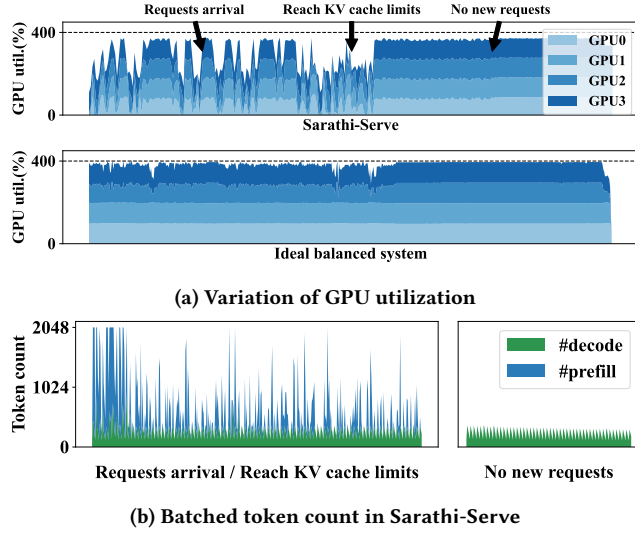 Requests arrival
Reach KV cache limits
No new requests
GPU util.(%)
400
0
GPU0
GPU1
GPU2
GPU3
Sarathi-Serve
GPU util.(%)
400
0
Ideal balanced system
(a) Variation of GPU utilization
Token count
2048
1024
0
#decode
#prefill
Requests arrival / Reach KV cache limits
No new requests
(b) Batched token count in Sarathi-Serve